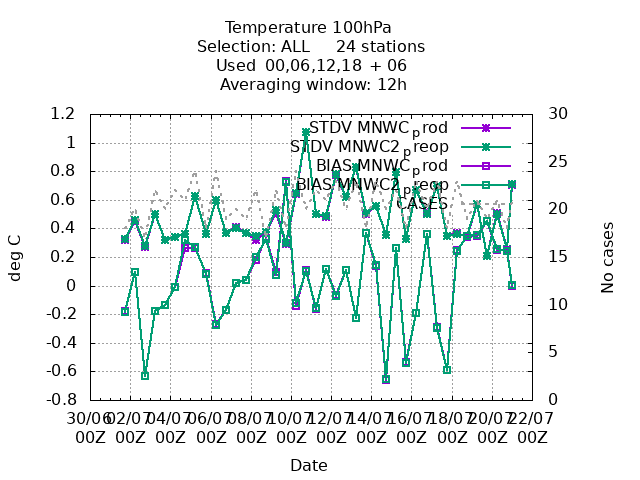 Temperature 100hPa
Selection: ALL 24 stations
Used 00,06,12,18 + 06
Averaging window: 12h
STDV MNWCprod
STDV MNWC2preop
BIAS MNWCprod
BIAS MNWC2preop
CASES
1.2
1
0.8
0.6
0.4
0.2
0
-0.2
-0.4
-0.6
-0.8
deg C
30
25
20
15
10
5
0
No cases
30/06 02/07 04/07 06/07 08/07 10/07 12/07 14/07 16/07 18/07 20/07 22/07
00Z 00Z 00Z 00Z 00Z 00Z 00Z 00Z 00Z 00Z 00Z 00Z
Date